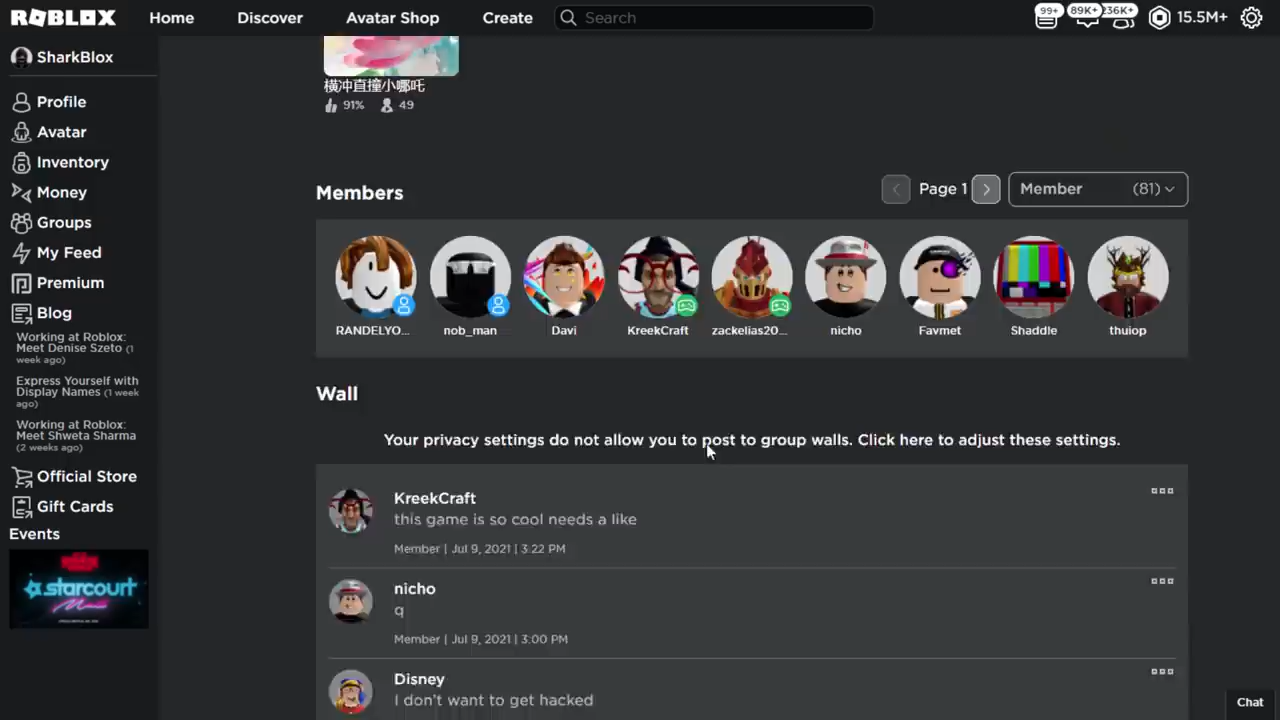 ROBLOX
Home
Discover
Avatar Shop
Create
Search
99+
89K+
236K+
15.5M+
SharkBlox
Profile
Avatar
Inventory
Money
Groups
My Feed
Premium
Blog
Working at Roblox:
Meet Denise Szeto (1
week ago)
Express Yourself with
Display Names (1 week
ago)
Working at Roblox:
Meet Shweta Sharma
(2 weeks ago)
Official Store
Gift Cards
Events
starcourt
横冲直撞小哪吒
91%
49
Members
Page 1
Member (81)
RANDELYO...
nob_man
Davi
KreekCraft
zackelias20...
nicho
Favmet
Shaddle
thuiop
Wall
Your privacy settings do not allow you to post to group walls. Click here to adjust these settings.
KreekCraft
this game is so cool needs a like
Member | Jul 9, 2021 | 3:22 PM
nicho
q
Member | Jul 9, 2021 | 3:00 PM
Disney
I don't want to get hacked
Chat